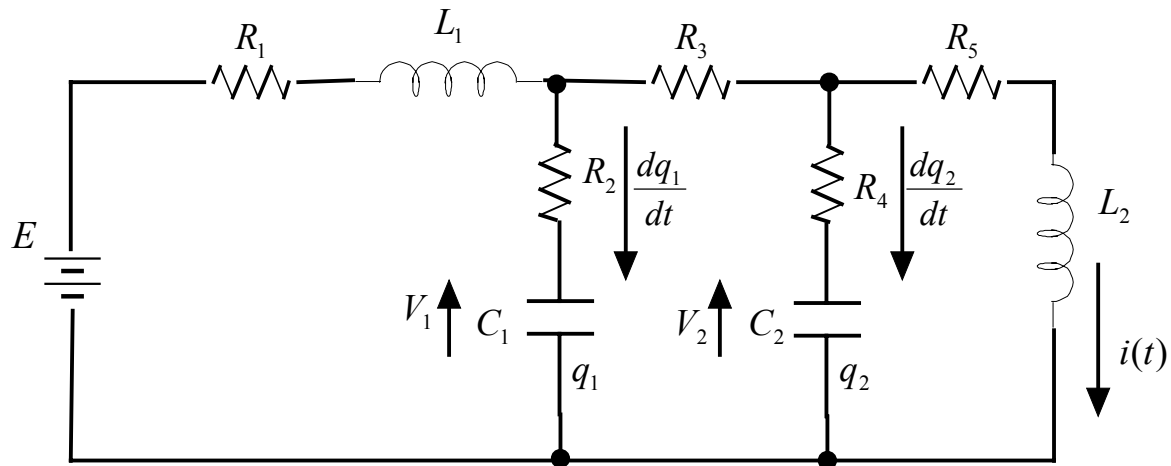 L₁
R₁
R₃
R₅
R₂
dq₁/dt
R₄
dq₂/dt
L₂
E
V₁
C₁
V₂
C₂
q₁
q₂
i(t)